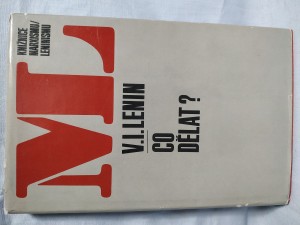 KNIŽNICE
MARXISMU/
LENINISMU
ML
V.I.LENIN
CO
DĚLAT?